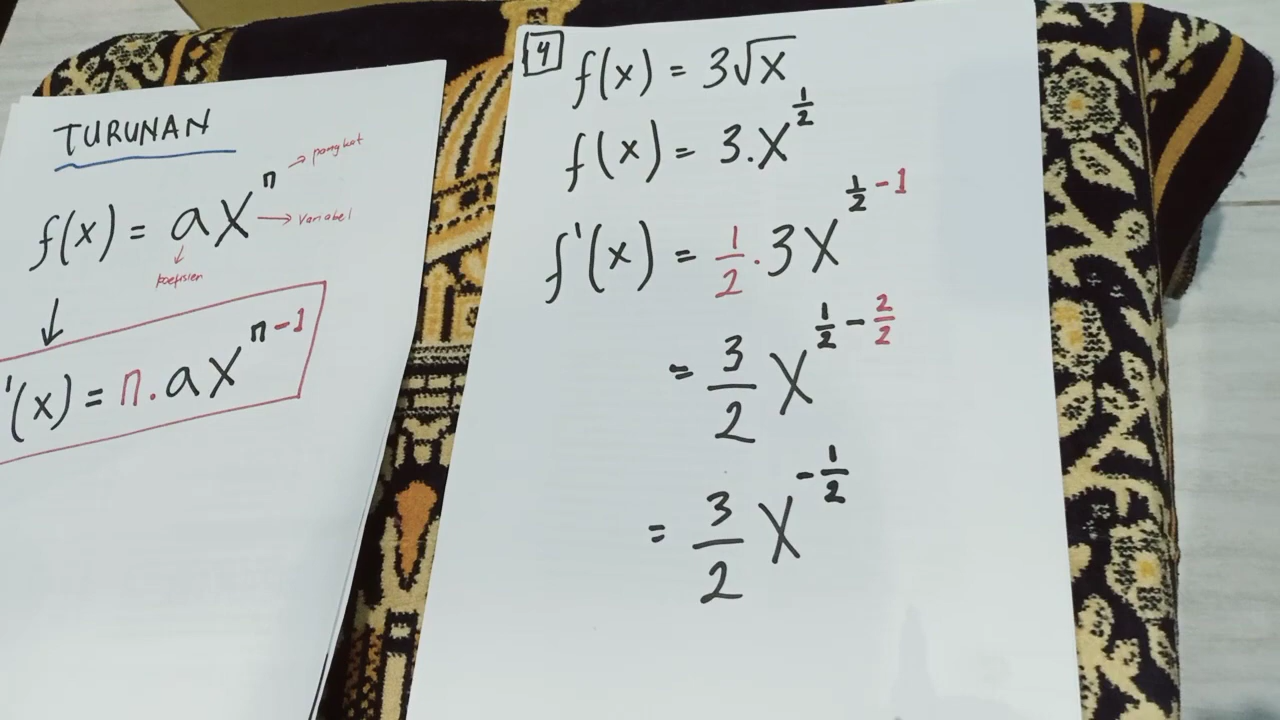 TURUNAN
f(x) = ax^n → pangkat
→ variabel
↓ koefisien
↓
'(x) = n.ax^{n-1}
4
f(x) = 3√x
f(x) = 3.x^{1/2}
f'(x) = 1/2 . 3x^{1/2 - 1}
= 3/2 x^{1/2 - 2/2}
= 3/2 x^{-1/2}